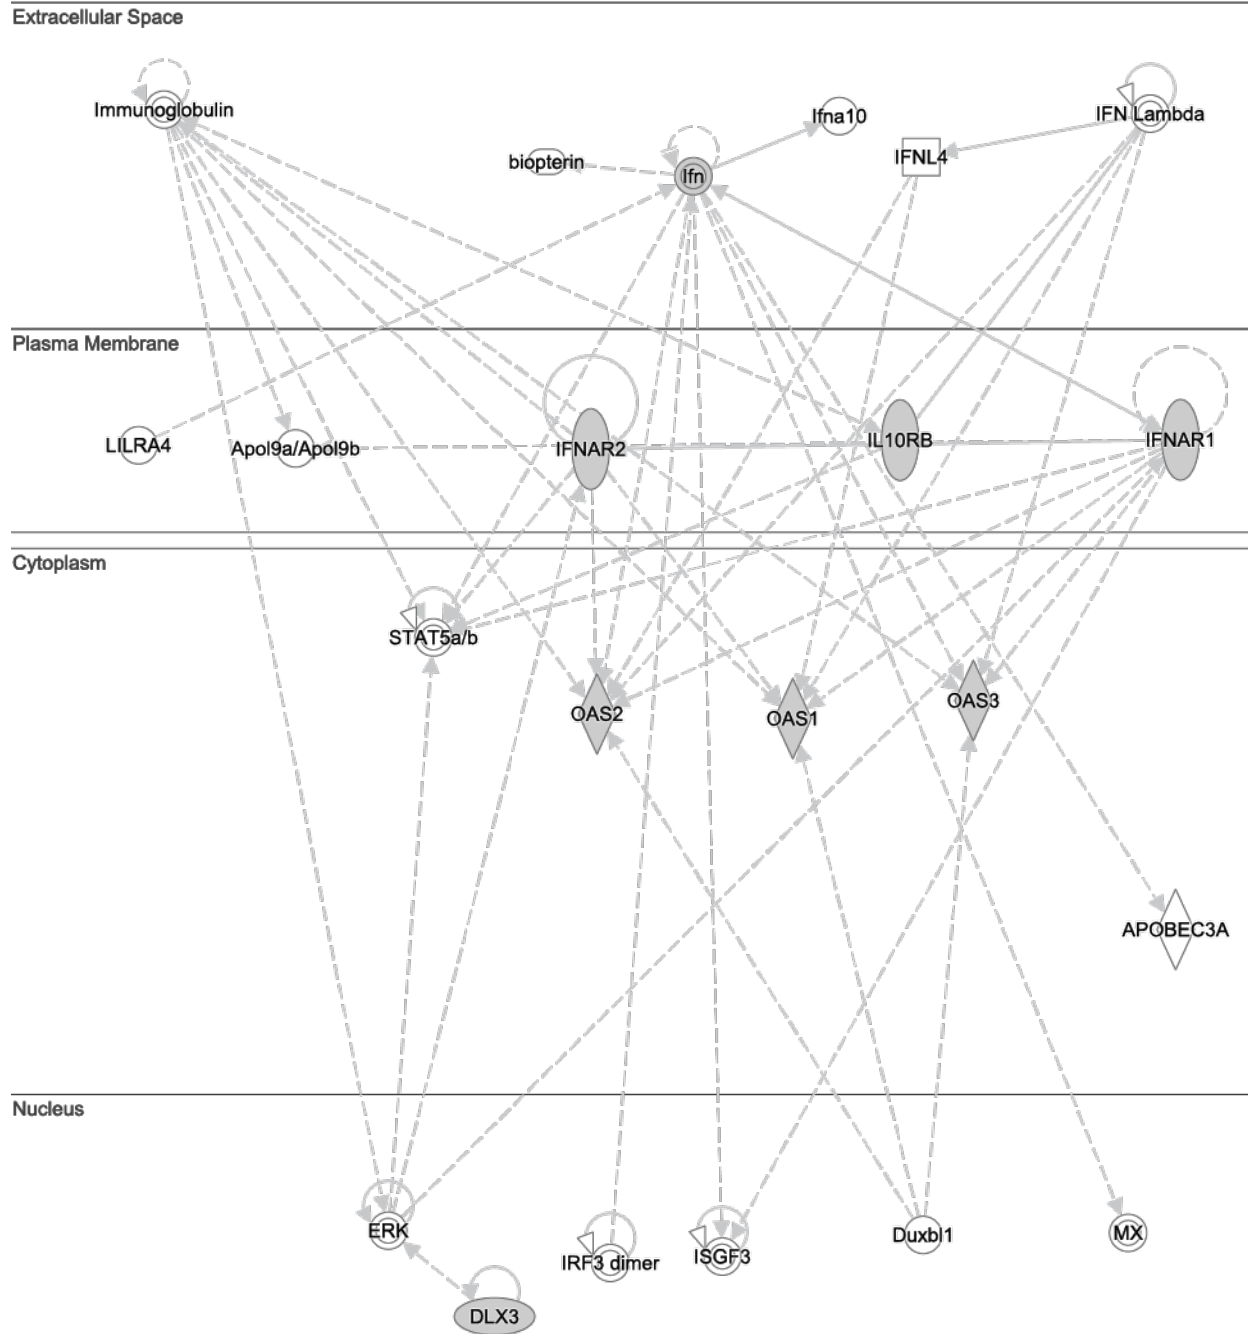 Extracellular Space
Immunoglobulin
Ifna10
IFN Lambda
biopterin
IFNL4
Ifn
Plasma Membrane
LILRA4
Apol9a/Apol9b
IFNAR2
IL10RB
IFNAR1
Cytoplasm
STAT5a/b
OAS2
OAS1
OAS3
APOBEC3A
Nucleus
ERK
IRF3 dimer
ISGF3
Duxbl1
MX
DLX3